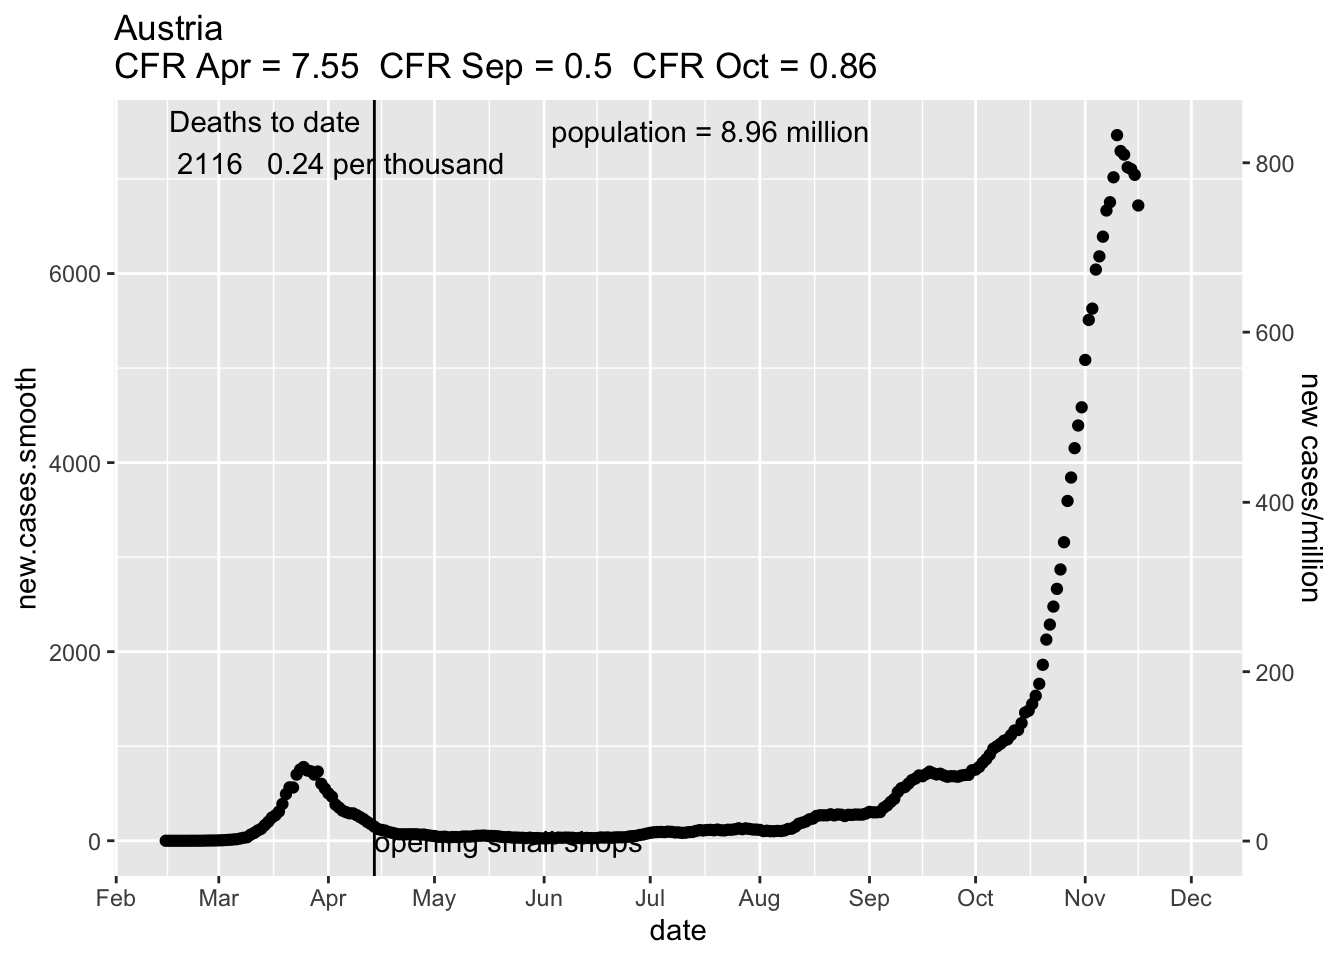 Austria
CFR Apr = 7.55  CFR Sep = 0.5  CFR Oct = 0.86
Deaths to date
2116   0.24 per thousand
population = 8.96 million
new.cases.smooth
6000
4000
2000
0
800
600
400
200
0
new cases/million
opening small shops
Feb Mar Apr May Jun Jul Aug Sep Oct Nov Dec
date